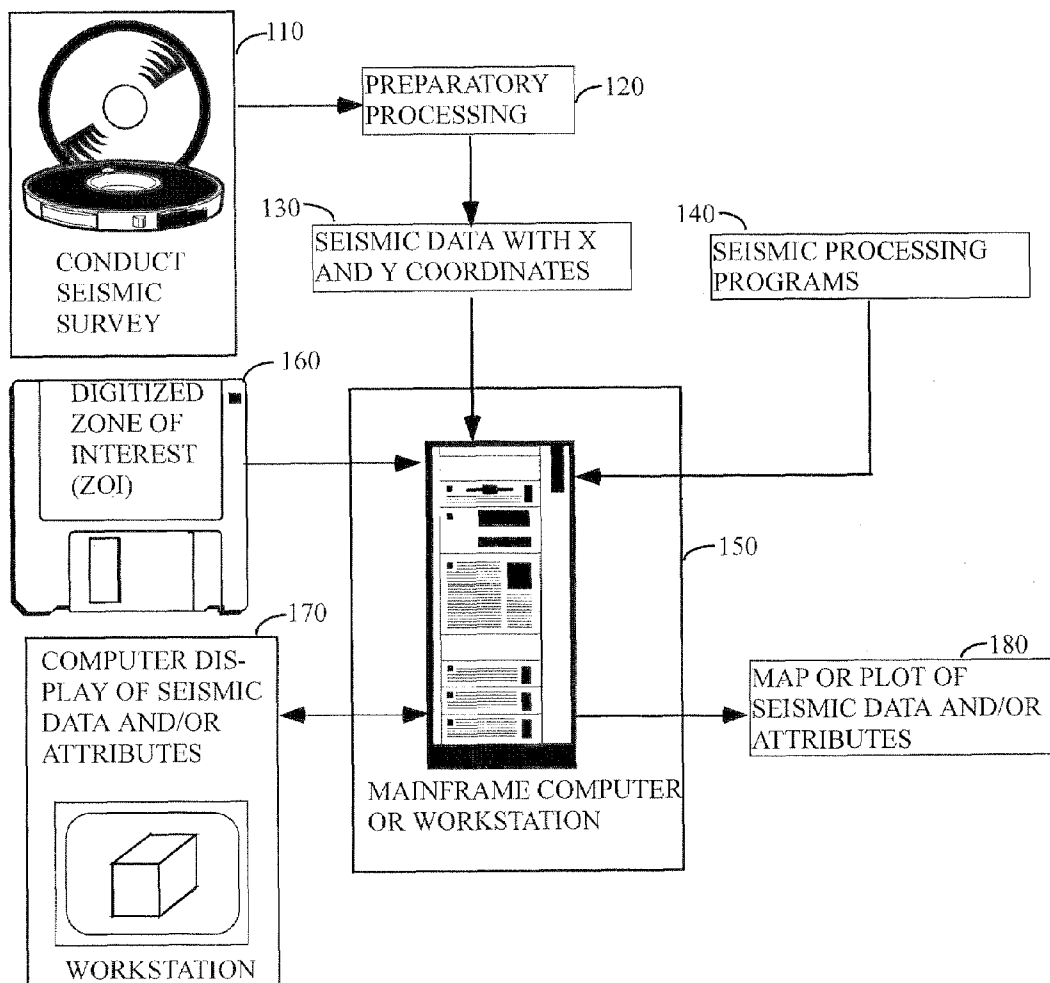 110
CONDUCT
SEISMIC
SURVEY
PREPARATORY
PROCESSING
120
130
SEISMIC DATA WITH X
AND Y COORDINATES
140
SEISMIC PROCESSING
PROGRAMS
160
DIGITIZED
ZONE OF
INTEREST
(ZOI)
150
MAINFRAME COMPUTER
OR WORKSTATION
170
COMPUTER DIS-
PLAY OF SEISMIC
DATA AND/OR
ATTRIBUTES
WORKSTATION
180
MAP OR PLOT OF
SEISMIC DATA AND/OR
ATTRIBUTES